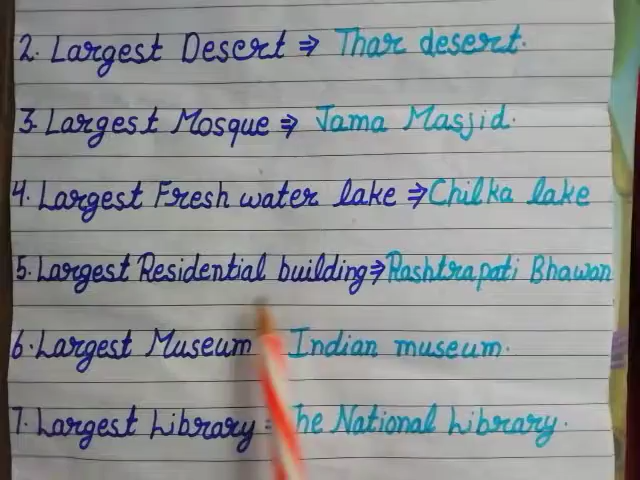 2. Largest Desert ⇒ Thar desert.
3. Largest Mosque ⇒ Jama Masjid.
4. Largest Fresh water lake ⇒ Chilka lake
5. Largest Residential building ⇒ Rashtrapati Bhawan
6. Largest Museum Indian museum.
7. Largest Library = he National Library.